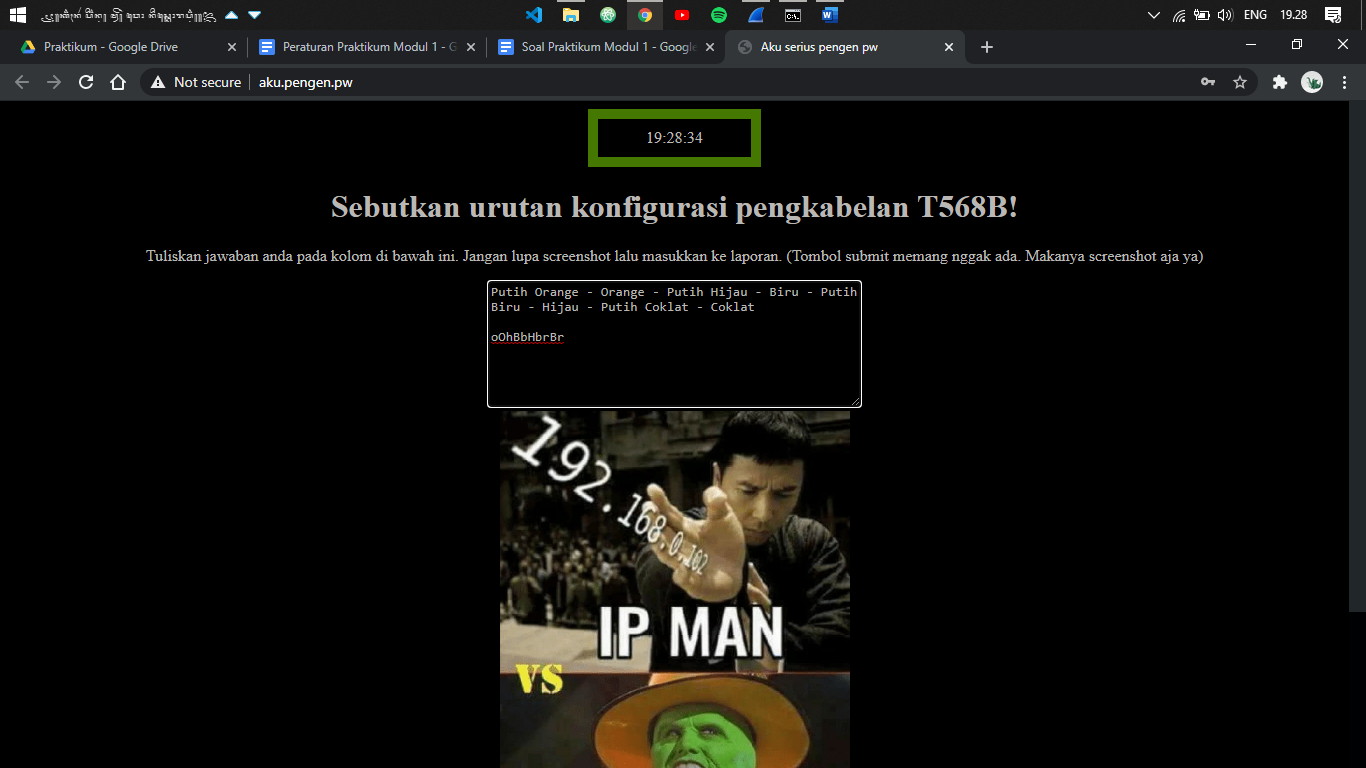 ENG 19.28
Praktikum - Google Drive
Peraturan Praktikum Modul 1 - G
Soal Praktikum Modul 1 - Google
Aku serius pengen pw
Not secure
aku.pengen.pw
19:28:34
Sebutkan urutan konfigurasi pengkabelan T568B!
Tuliskan jawaban anda pada kolom di bawah ini. Jangan lupa screenshot lalu masukkan ke laporan. (Tombol submit memang nggak ada. Makanya screenshot aja ya)
Putih Orange - Orange - Putih Hijau - Biru - Putih
Biru - Hijau - Putih Coklat - Coklat
oOhBbHbrBr
192.168.0.102
IP MAN
VS